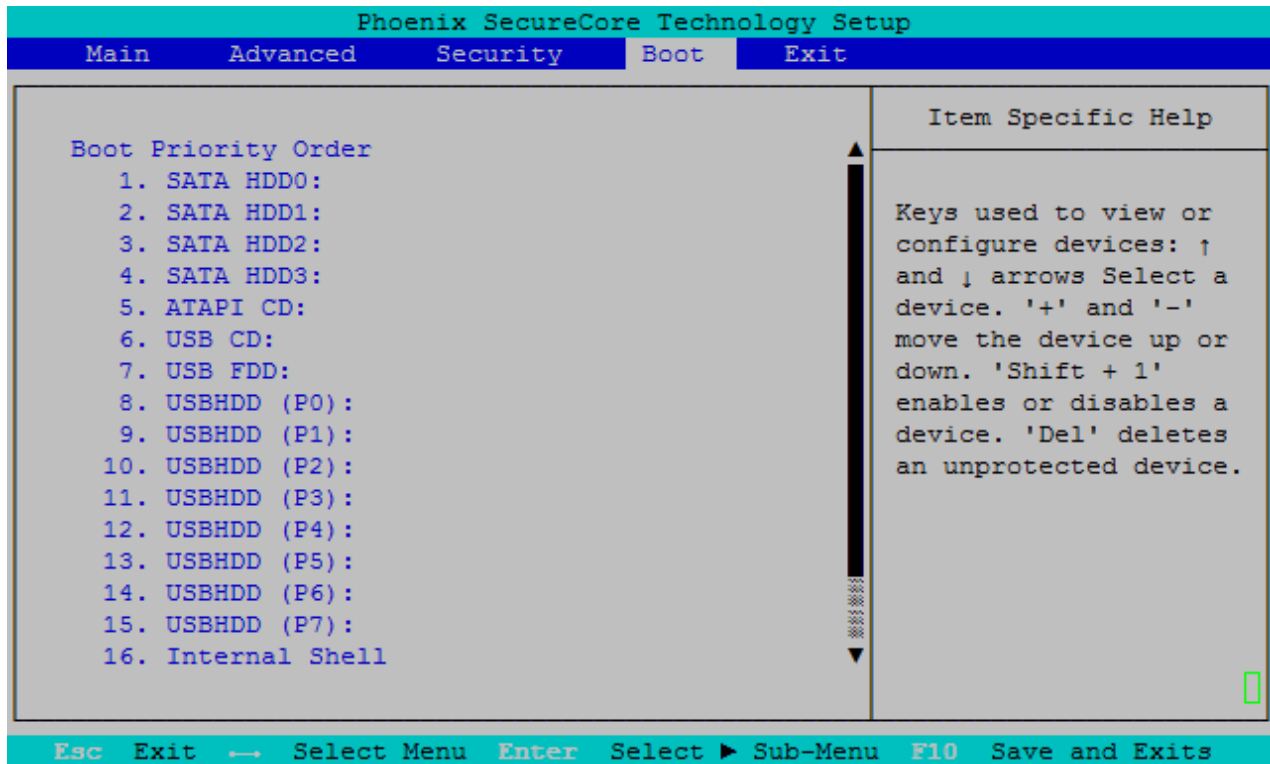 Phoenix SecureCore Technology Setup
Main Advanced Security Boot Exit
Boot Priority Order
1. SATA HDD0:
2. SATA HDD1:
3. SATA HDD2:
4. SATA HDD3:
5. ATAPI CD:
6. USB CD:
7. USB FDD:
8. USBHDD (P0):
9. USBHDD (P1):
10. USBHDD (P2):
11. USBHDD (P3):
12. USBHDD (P4):
13. USBHDD (P5):
14. USBHDD (P6):
15. USBHDD (P7):
16. Internal Shell
Item Specific Help
Keys used to view or
configure devices: ↑
and ↓ arrows Select a
device. '+' and '-'
move the device up or
down. 'Shift + 1'
enables or disables a
device. 'Del' deletes
an unprotected device.
Esc Exit ↔ Select Menu Enter Select ▶ Sub-Menu F10 Save and Exits